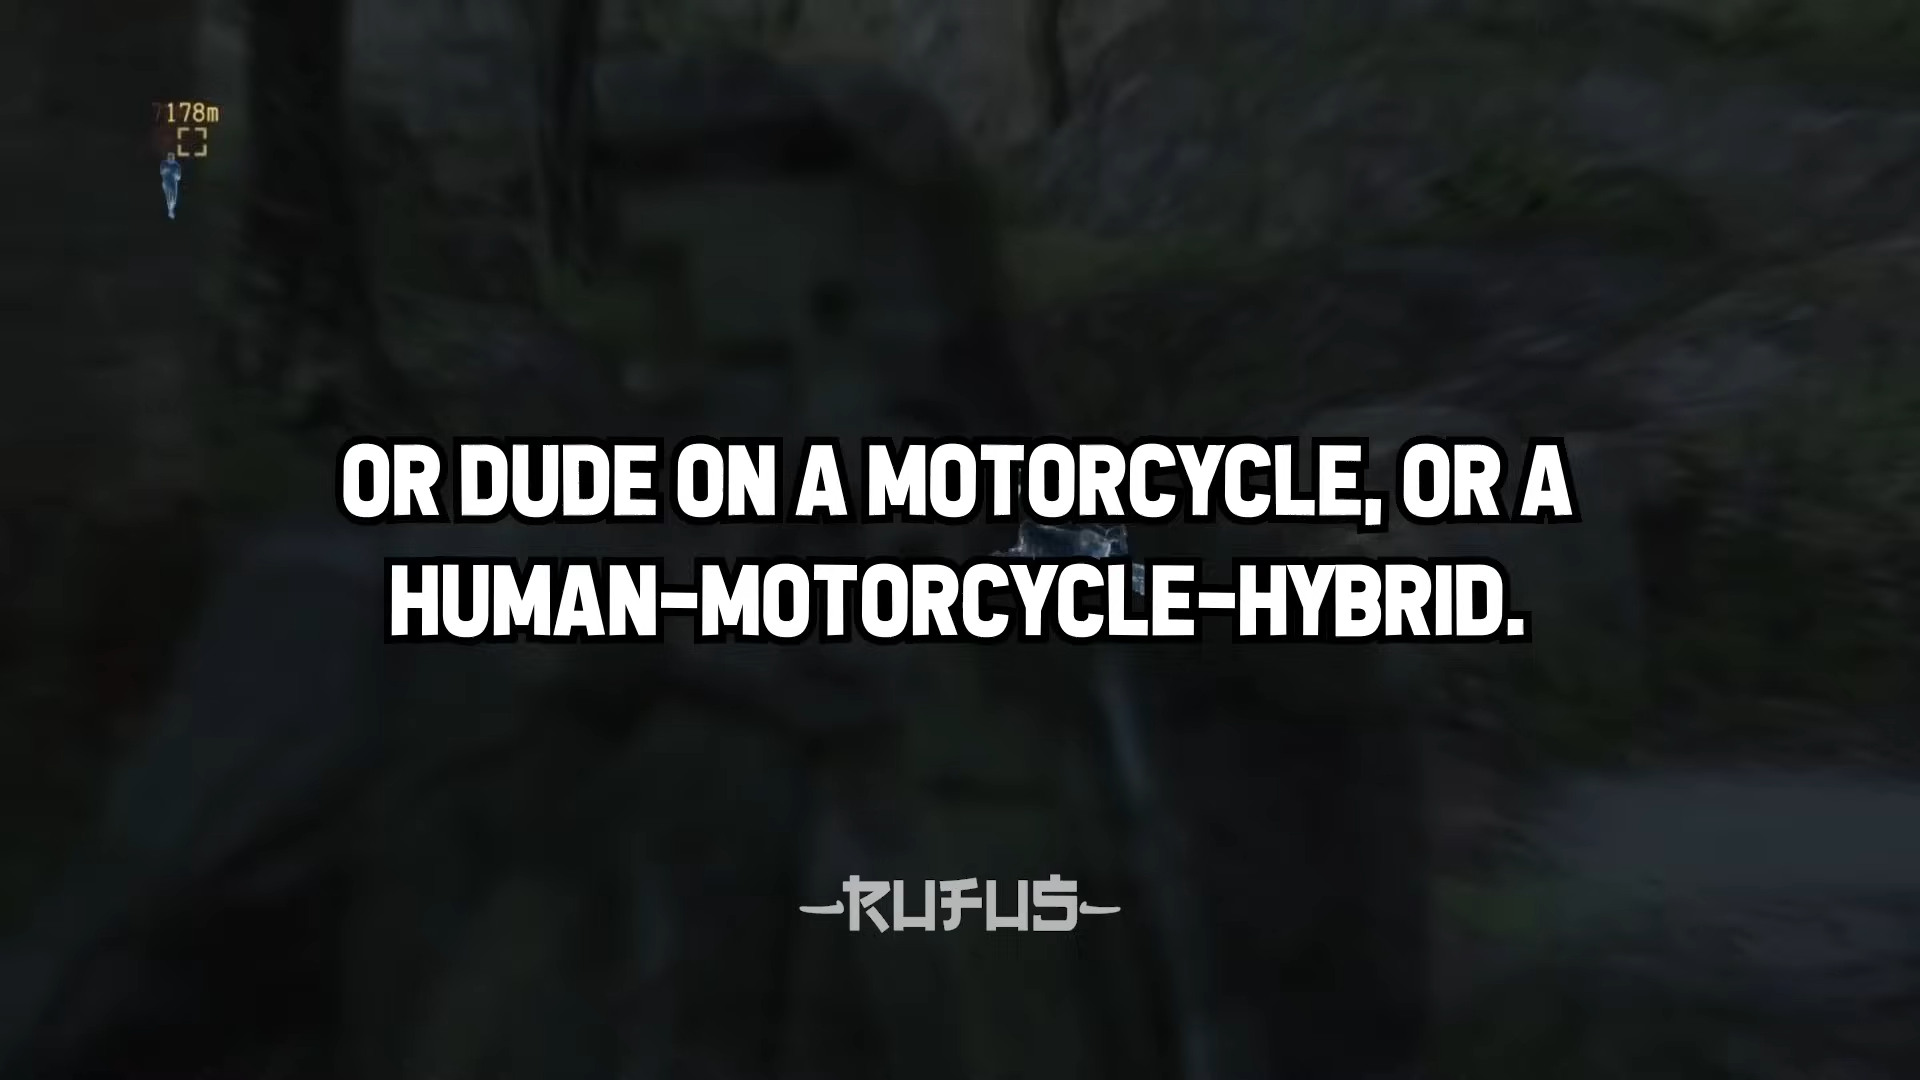 178m
OR DUDE ON A MOTORCYCLE, OR A
HUMAN-MOTORCYCLE-HYBRID.
RUFUS